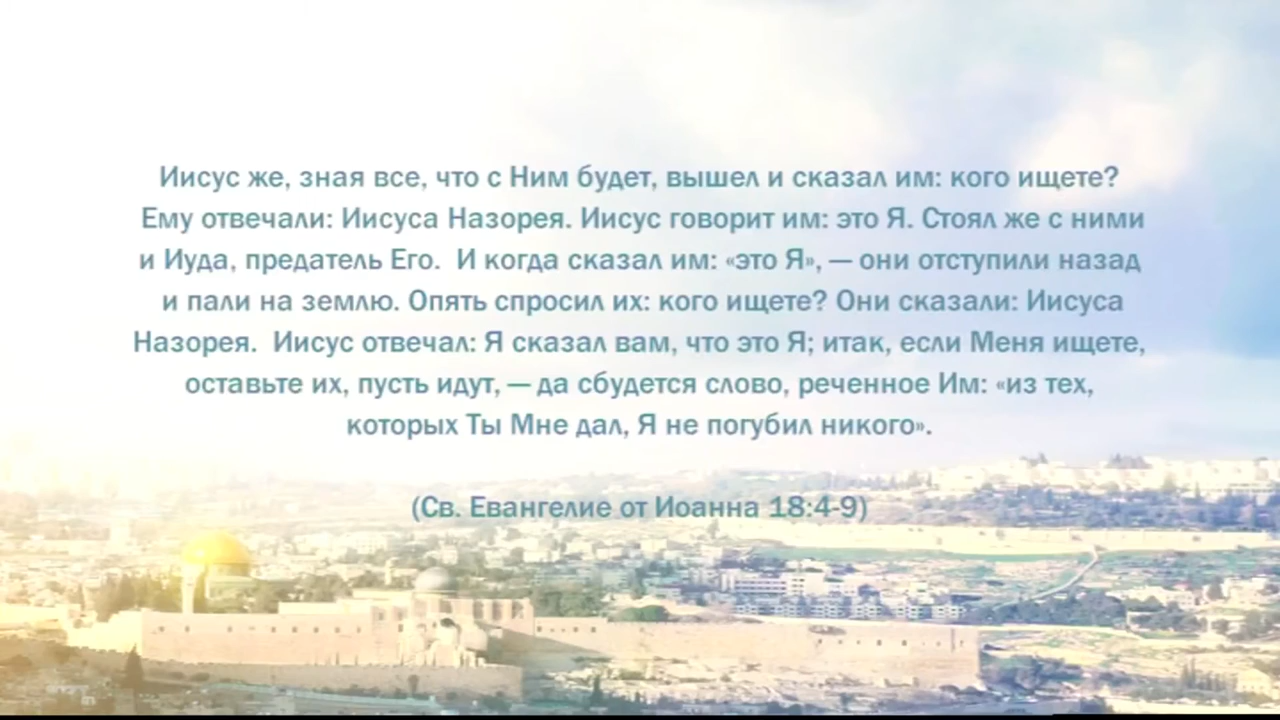 Иисус же, зная все, что с Ним будет, вышел и сказал им: кого ищете?
Ему отвечали: Иисуса Назорея. Иисус говорит им: это Я. Стоял же с ними
и Иуда, предатель Его.  И когда сказал им: «это Я», — они отступили назад
и пали на землю. Опять спросил их: кого ищете? Они сказали: Иисуса
Назорея.  Иисус отвечал: Я сказал вам, что это Я; итак, если Меня ищете,
оставьте их, пусть идут, — да сбудется слово, реченное Им: «из тех,
которых Ты Мне дал, Я не погубил никого».
(Св. Евангелие от Иоанна 18:4-9)